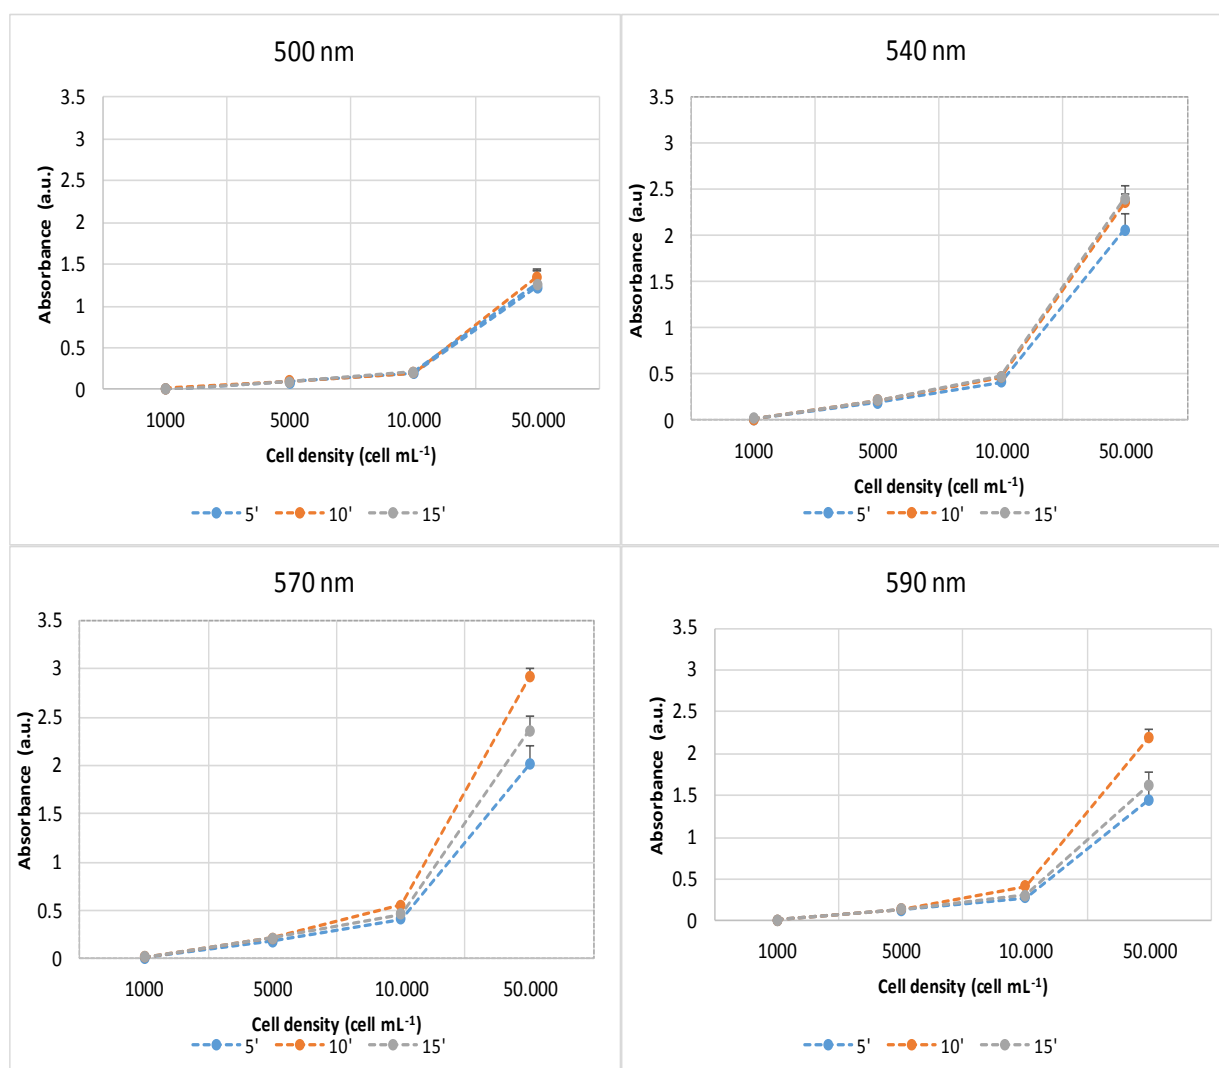 500 nm
3.5
3
2.5
2
1.5
1
0.5
0
Absorbance (a.u.)
1000 5000 10.000 50.000
Cell density (cell mL⁻¹)
5' 10' 15'
540 nm
3.5
3
2.5
2
1.5
1
0.5
0
Absorbance (a.u)
1000 5000 10.000 50.000
Cell density (cell mL⁻¹)
5' 10' 15'
570 nm
3.5
3
2.5
2
1.5
1
0.5
0
Absorbance (a.u.)
1000 5000 10.000 50.000
Cell density (cell mL⁻¹)
5' 10' 15'
590 nm
3.5
3
2.5
2
1.5
1
0.5
0
Absorbance (a.u.)
1000 5000 10.000 50.000
Cell density (cell mL⁻¹)
5' 10' 15'